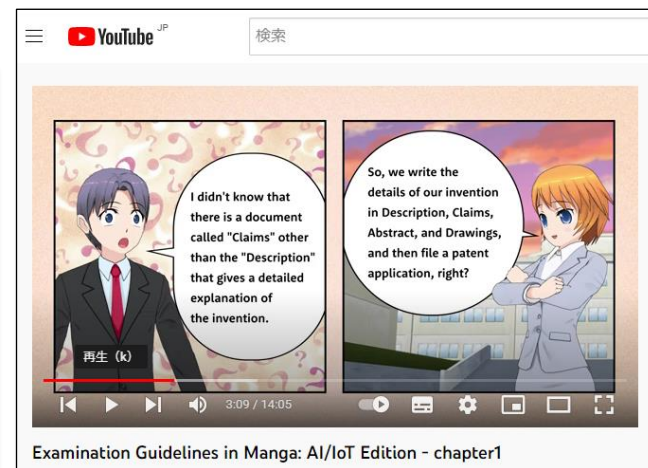 YouTube JP
検索
I didn't know that
there is a document
called "Claims" other
than the "Description"
that gives a detailed
explanation of
the invention.
So, we write the
details of our invention
in Description, Claims,
Abstract, and Drawings,
and then file a patent
application, right?
再生 (k)
3:09 / 14:05
Examination Guidelines in Manga: AI/IoT Edition - chapter1